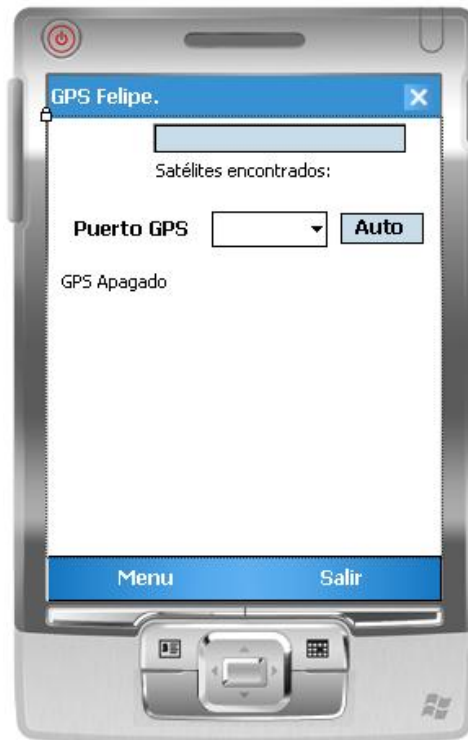 GPS Felipe.
Satélites encontrados:
Puerto GPS Auto
GPS Apagado
Menu Salir